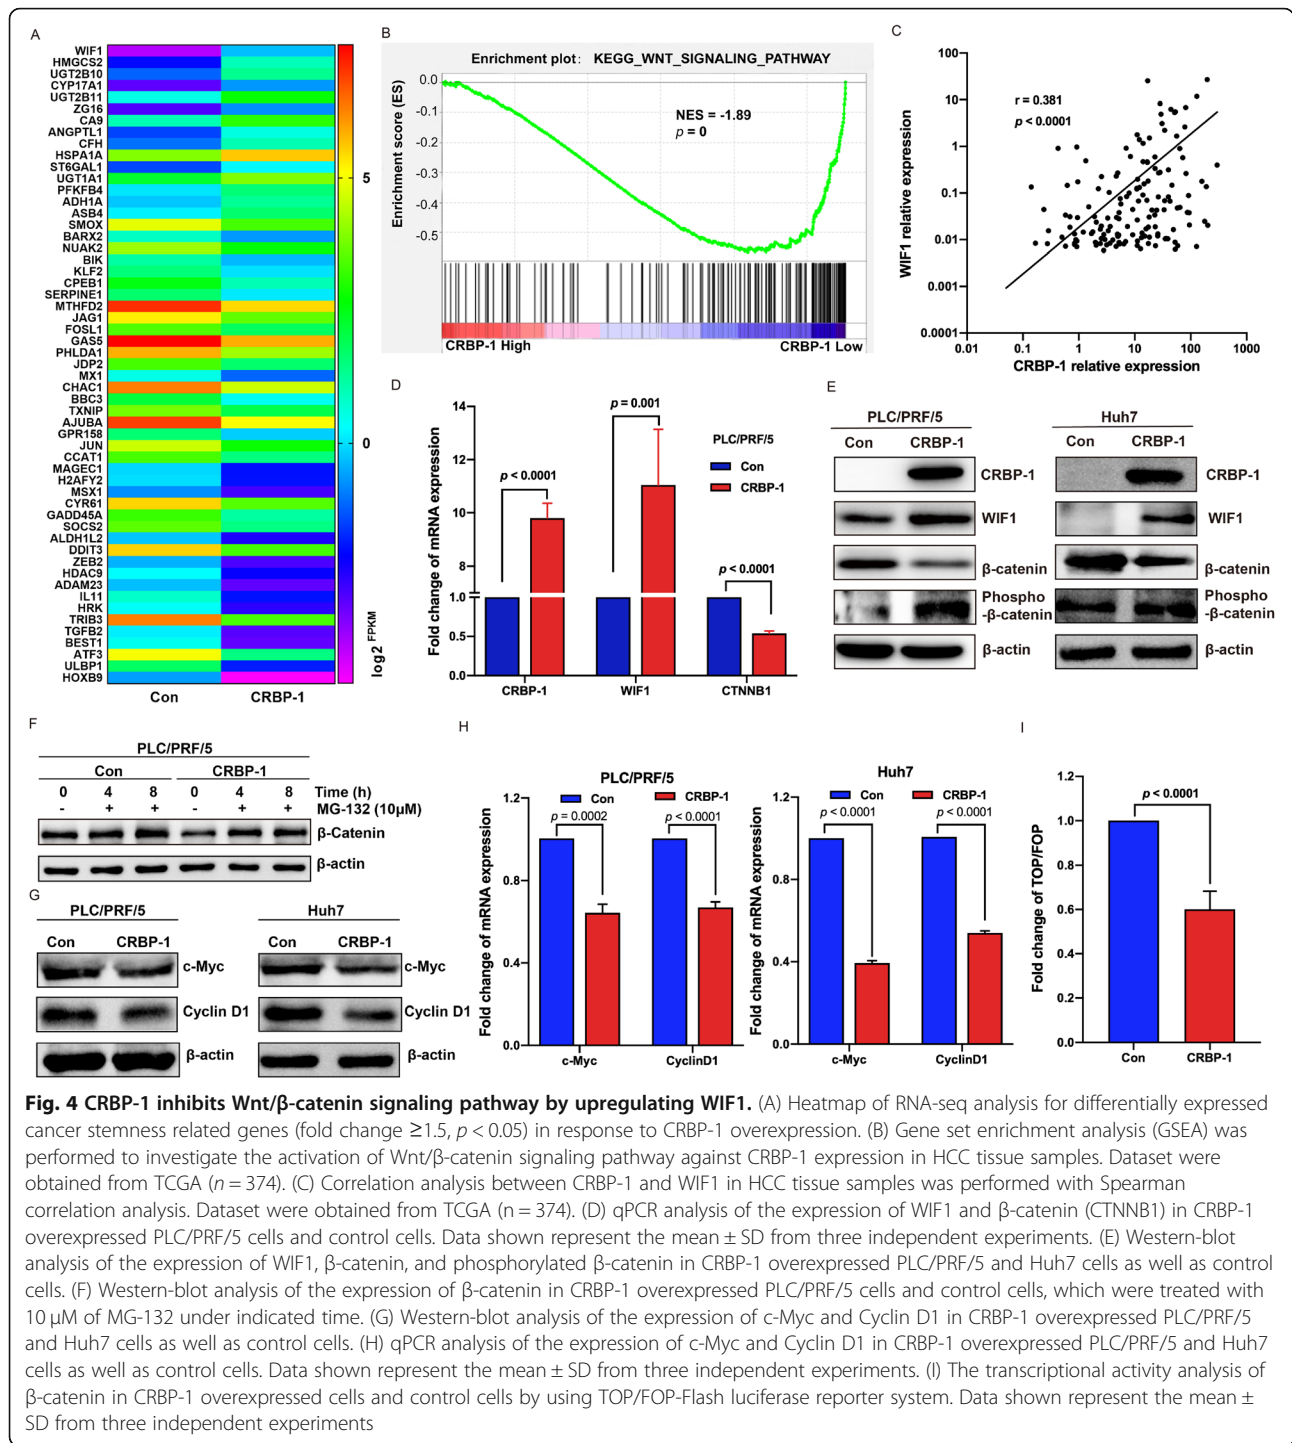 A
WIF1
HMGCS2
UGT2B10
CYP17A1
UGT2B11
ZG16
CA9
ANGPTL1
CFH
HSPA1A
ST6GAL1
UGT1A1
PFKFB4
ADH1A
ASB4
SMOX
BARX2
NUAK2
BIK
KLF2
CPEB1
SERPINE1
MTHFD2
JAG1
FOSL1
GAS5
PHLDA1
JDP2
MX1
CHAC1
BBC3
TXNIP
AJUBA
GPR158
JUN
CCAT1
MAGEC1
H2AFY2
MSX1
CYR61
GADD45A
SOCS2
ALDH1L2
DDIT3
ZEB2
HDAC9
ADAM23
IL11
HRK
TRIB3
TGFB2
BEST1
ATF3
ULBP1
HOXB9
Con CRBP-1
5
0
log2 FPKM
B
Enrichment plot: KEGG_WNT_SIGNALING_PATHWAY
Enrichment score (ES)
0.0
-0.1
-0.2
-0.3
-0.4
-0.5
NES = -1.89
p = 0
CRBP-1 High CRBP-1 Low
C
WIF1 relative expression
100
10
1
0.1
0.01
0.001
0.0001
r = 0.381
p < 0.0001
0.01 0.1 1 10 100 1000
CRBP-1 relative expression
D
Fold change of mRNA expression
14
12
10
8
1.0
0.5
0.0
p < 0.0001
p = 0.001
p < 0.0001
PLC/PRF/5
Con
CRBP-1
CRBP-1 WIF1 CTNNB1
E
PLC/PRF/5 Huh7
Con CRBP-1 Con CRBP-1
CRBP-1 CRBP-1
WIF1 WIF1
β-catenin β-catenin
Phospho Phospho
-β-catenin -β-catenin
β-actin β-actin
F
PLC/PRF/5
Con CRBP-1
0 4 8 0 4 8 Time (h)
- + + - + + MG-132 (10μM)
β-Catenin
β-actin
G
PLC/PRF/5 Huh7
Con CRBP-1 Con CRBP-1
c-Myc c-Myc
Cyclin D1 Cyclin D1
β-actin β-actin
H
PLC/PRF/5
Con CRBP-1
Fold change of mRNA expression
1.2
0.8
0.4
0.0
p = 0.0002
p < 0.0001
c-Myc CyclinD1
Huh7
Con CRBP-1
Fold change of mRNA expression
1.2
0.8
0.4
0.0
p < 0.0001
p < 0.0001
c-Myc CyclinD1
I
Fold change of TOP/FOP
1.2
1.0
0.8
0.6
0.4
0.2
0.0
p < 0.0001
Con CRBP-1
Fig. 4 CRBP-1 inhibits Wnt/β-catenin signaling pathway by upregulating WIF1. (A) Heatmap of RNA-seq analysis for differentially expressed
cancer stemness related genes (fold change ≥1.5, p < 0.05) in response to CRBP-1 overexpression. (B) Gene set enrichment analysis (GSEA) was
performed to investigate the activation of Wnt/β-catenin signaling pathway against CRBP-1 expression in HCC tissue samples. Dataset were
obtained from TCGA (n = 374). (C) Correlation analysis between CRBP-1 and WIF1 in HCC tissue samples was performed with Spearman
correlation analysis. Dataset were obtained from TCGA (n = 374). (D) qPCR analysis of the expression of WIF1 and β-catenin (CTNNB1) in CRBP-1
overexpressed PLC/PRF/5 cells and control cells. Data shown represent the mean ± SD from three independent experiments. (E) Western-blot
analysis of the expression of WIF1, β-catenin, and phosphorylated β-catenin in CRBP-1 overexpressed PLC/PRF/5 and Huh7 cells as well as control
cells. (F) Western-blot analysis of the expression of β-catenin in CRBP-1 overexpressed PLC/PRF/5 cells and control cells, which were treated with
10 μM of MG-132 under indicated time. (G) Western-blot analysis of the expression of c-Myc and Cyclin D1 in CRBP-1 overexpressed PLC/PRF/5
and Huh7 cells as well as control cells. (H) qPCR analysis of the expression of c-Myc and Cyclin D1 in CRBP-1 overexpressed PLC/PRF/5 and Huh7
cells as well as control cells. Data shown represent the mean ± SD from three independent experiments. (I) The transcriptional activity analysis of
β-catenin in CRBP-1 overexpressed cells and control cells by using TOP/FOP-Flash luciferase reporter system. Data shown represent the mean ±
SD from three independent experiments